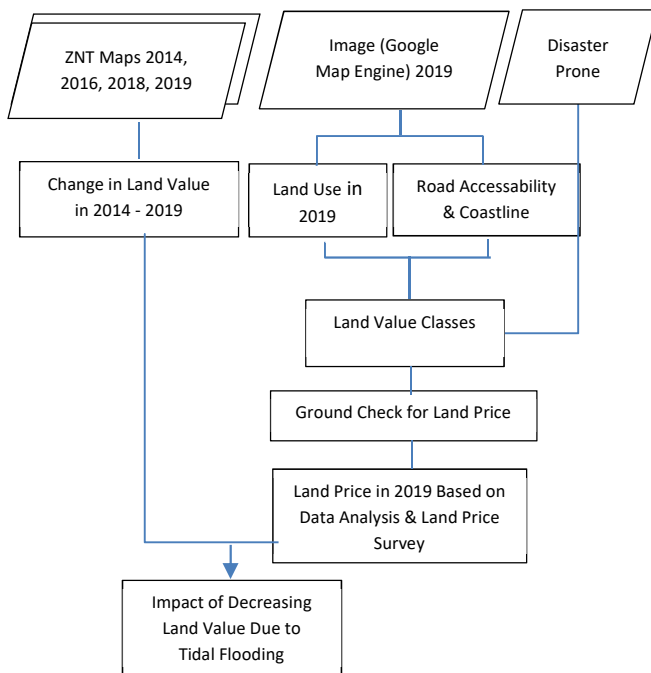 ZNT Maps 2014,
2016, 2018, 2019
Image (Google
Map Engine) 2019
Disaster
Prone
Change in Land Value
in 2014 - 2019
Land Use in
2019
Road Accessability
& Coastline
Land Value Classes
Ground Check for Land Price
Land Price in 2019 Based on
Data Analysis & Land Price
Survey
Impact of Decreasing
Land Value Due to
Tidal Flooding